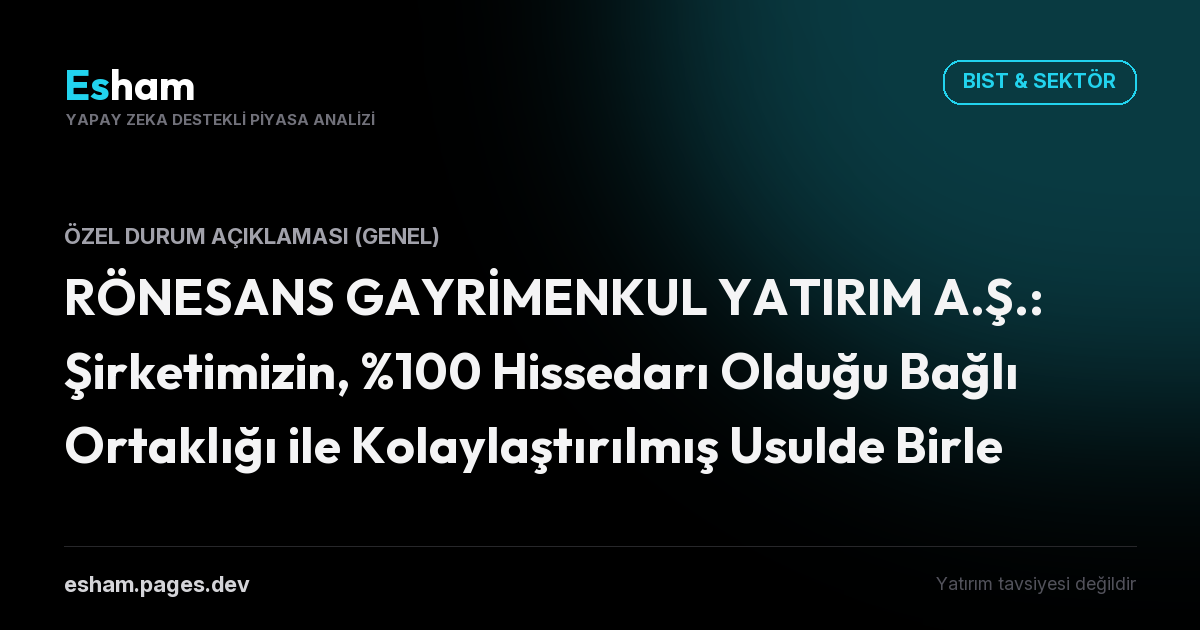 Esham
YAPAY ZEKA DESTEKLİ PİYASA ANALİZİ
BIST & SEKTÖR
ÖZEL DURUM AÇIKLAMASI (GENEL)
RÖNESANS GAYRİMENKUL YATIRIM A.Ş.:
Şirketimizin, %100 Hissedarı Olduğu Bağlı
Ortaklığı ile Kolaylaştırılmış Usulde Birle
esham.pages.dev
Yatırım tavsiyesi değildir